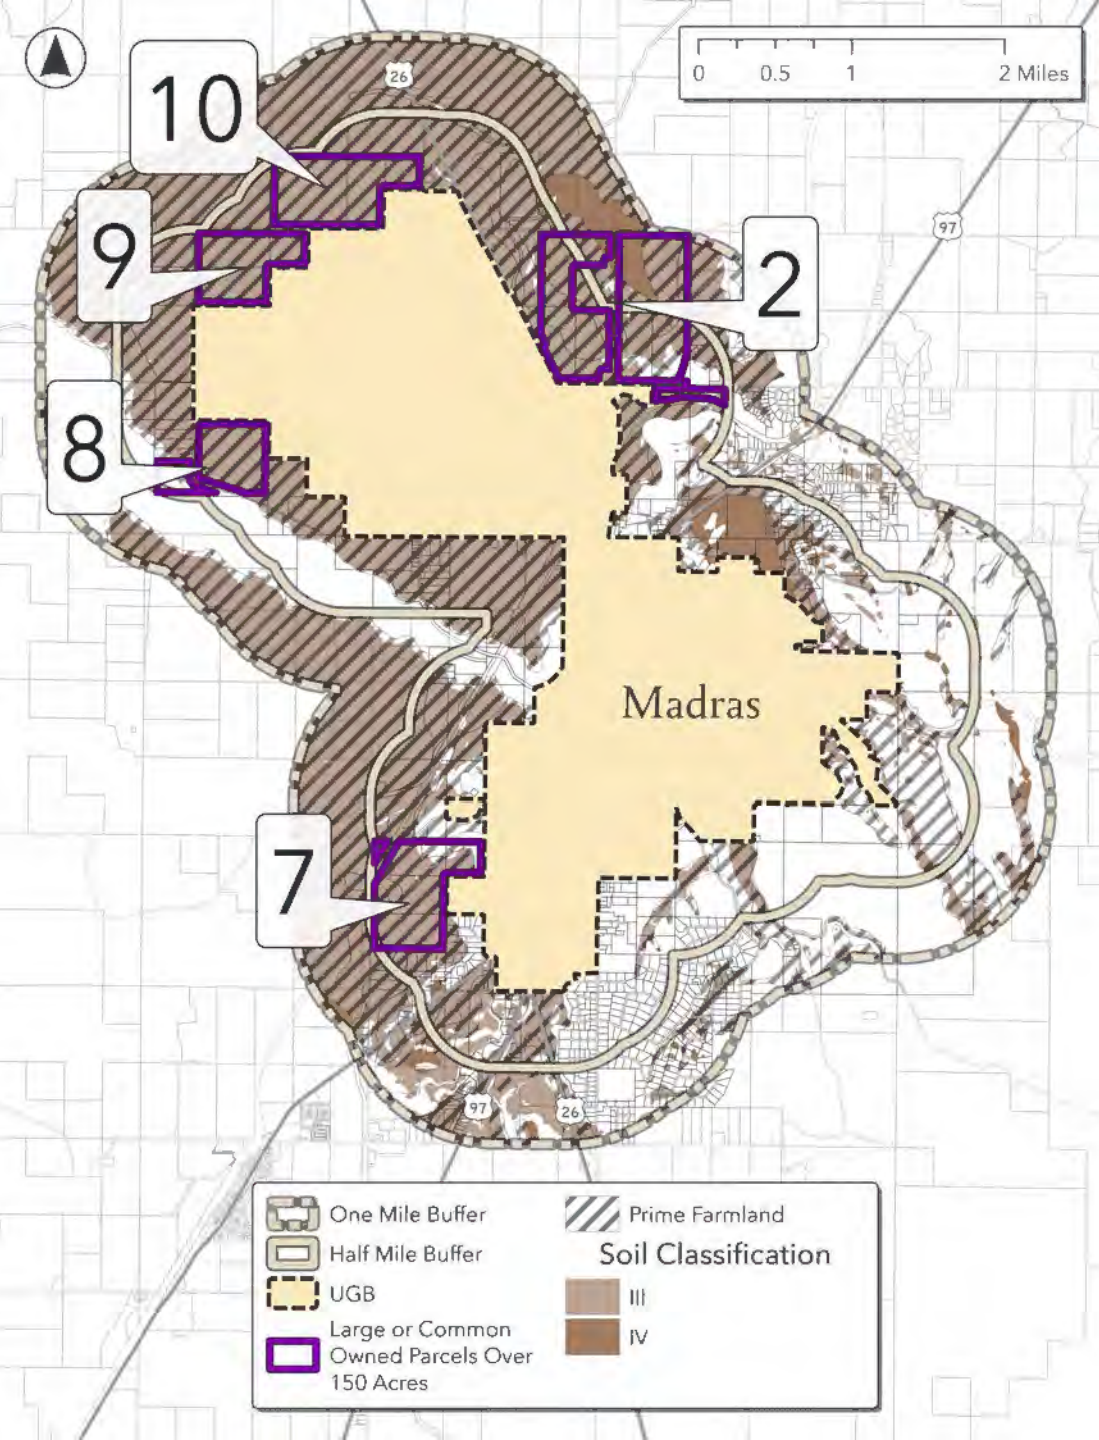 26
0 0.5 1 2 Miles
10
97
9
2
8
Madras
7
97
26
One Mile Buffer
Half Mile Buffer
UGB
Large or Common
Owned Parcels Over
150 Acres
Prime Farmland
Soil Classification
III
IV